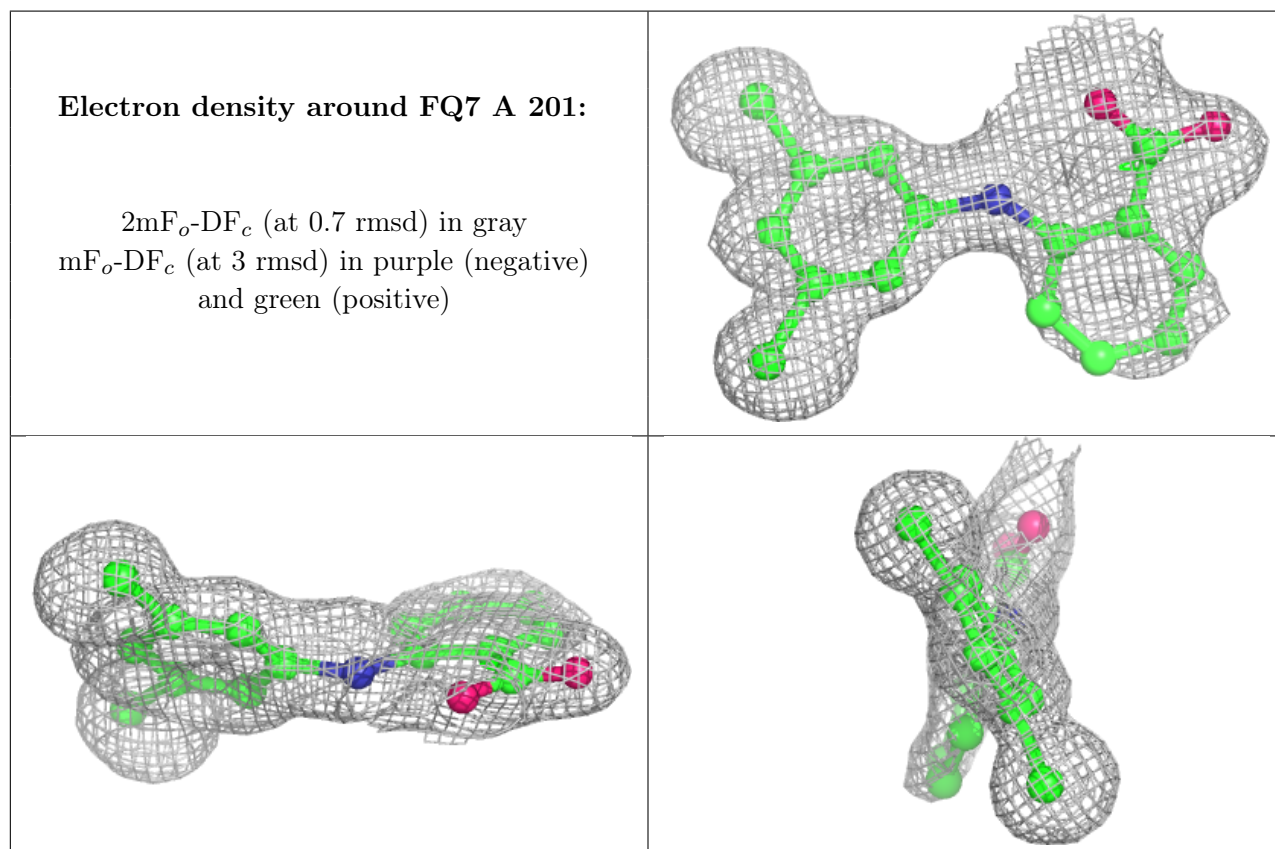 Electron density around FQ7 A 201:
2mFo-DFc (at 0.7 rmsd) in gray
mFo-DFc (at 3 rmsd) in purple (negative)
and green (positive)